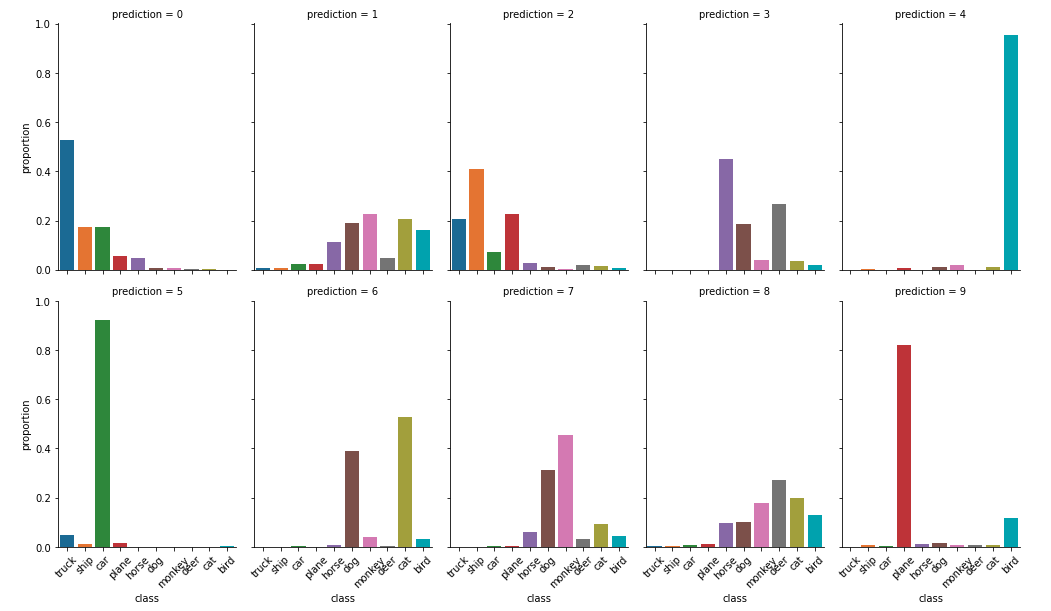 prediction = 0
prediction = 1
prediction = 2
prediction = 3
prediction = 4
1.0
0.8
0.6
0.4
0.2
0.0
proportion
prediction = 5
prediction = 6
prediction = 7
prediction = 8
prediction = 9
1.0
0.8
0.6
0.4
0.2
0.0
proportion
truck ship car plane horse dog monkey deer cat bird
truck ship car plane horse dog monkey deer cat bird
truck ship car plane horse dog monkey deer cat bird
truck ship car plane horse dog monkey deer cat bird
truck ship car plane horse dog monkey deer cat bird
class
class
class
class
class